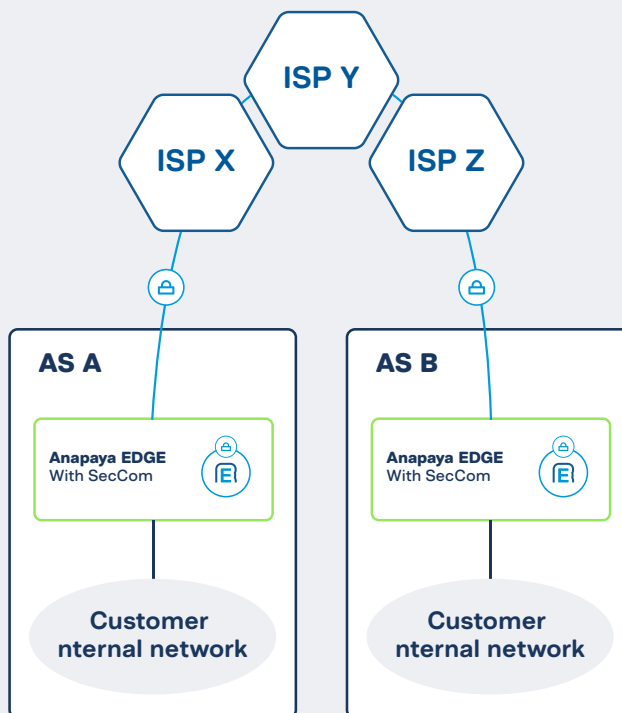 ISP Y
ISP X
ISP Z
AS A
AS B
Anapaya EDGE
With SecCom
E
Anapaya EDGE
With SecCom
E
Customer
nternal network
Customer
nternal network